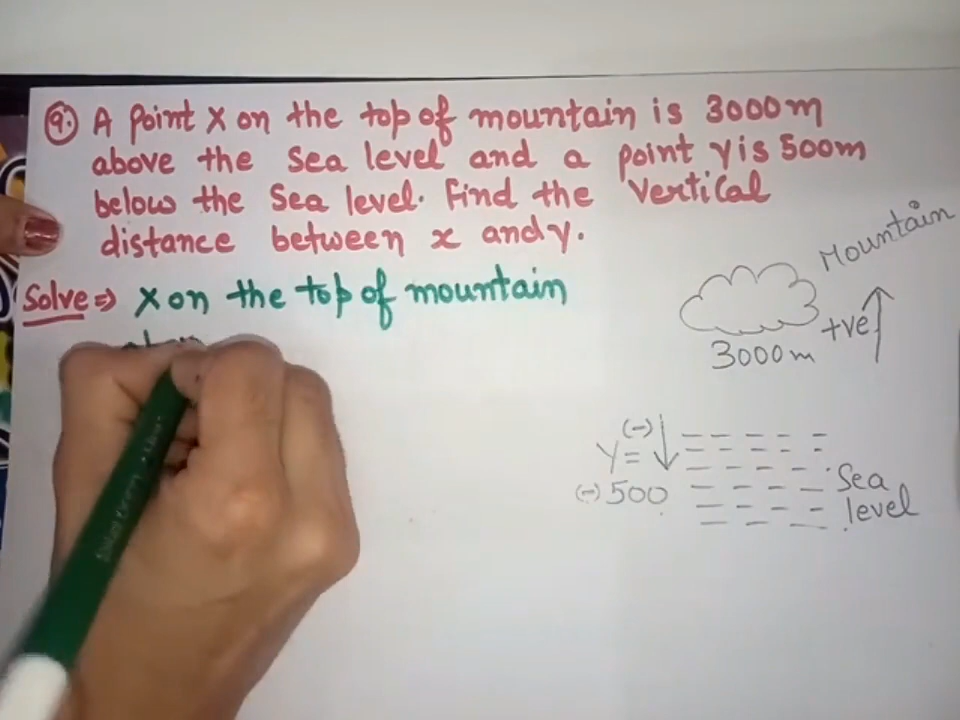 9. A point X on the top of mountain is 3000m
above the sea level and a point y is 500m
below the sea level. Find the vertical
distance between x and y.
Solve ⇒ X on the top of mountain
Mountain
+ve
3000m
(-)
Y =
(-) 500
Sea
level